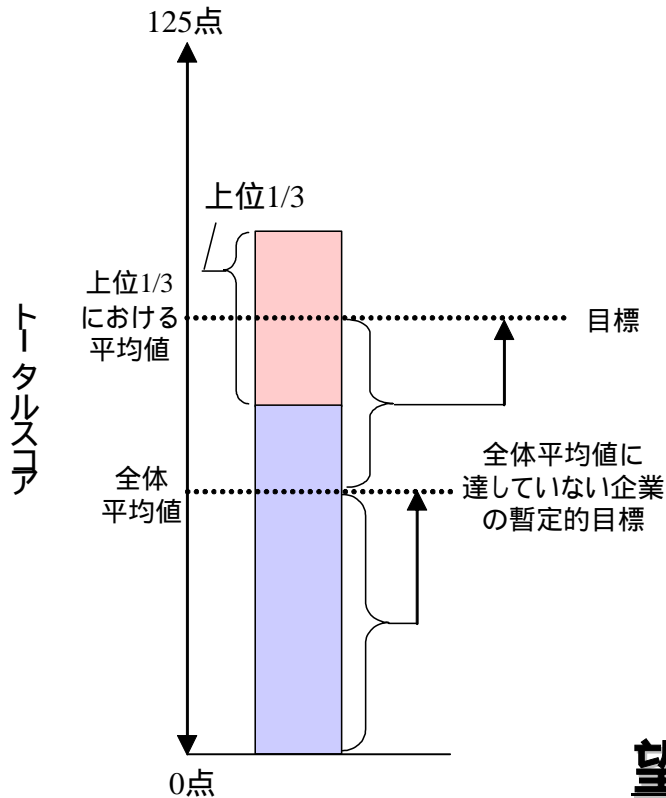 125点
上位1/3
上位1/3
における
平均値
目標
トータルスコア
全体
平均値
全体平均値に
達していない企業
の暫定的目標
0点
望